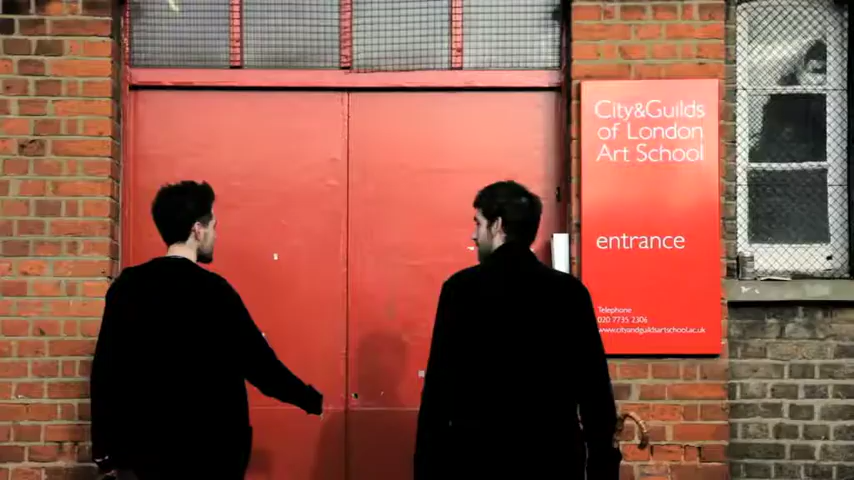 City&Guilds
of London
Art School
entrance
Telephone
020 7735 2306
www.cityandguildsartschool.ac.uk